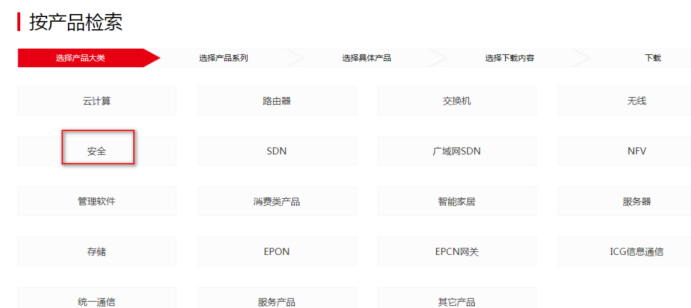 按产品检索
选择产品大类 选择产品系列 选择具体产品 选择下载内容 下载
云计算 路由器 交换机 无线
安全 SDN 广域网SDN NFV
管理软件 消费类产品 智能家居 服务器
存储 EPON EPCN网关 ICG信息通信
统一通信 服务产品 其它产品